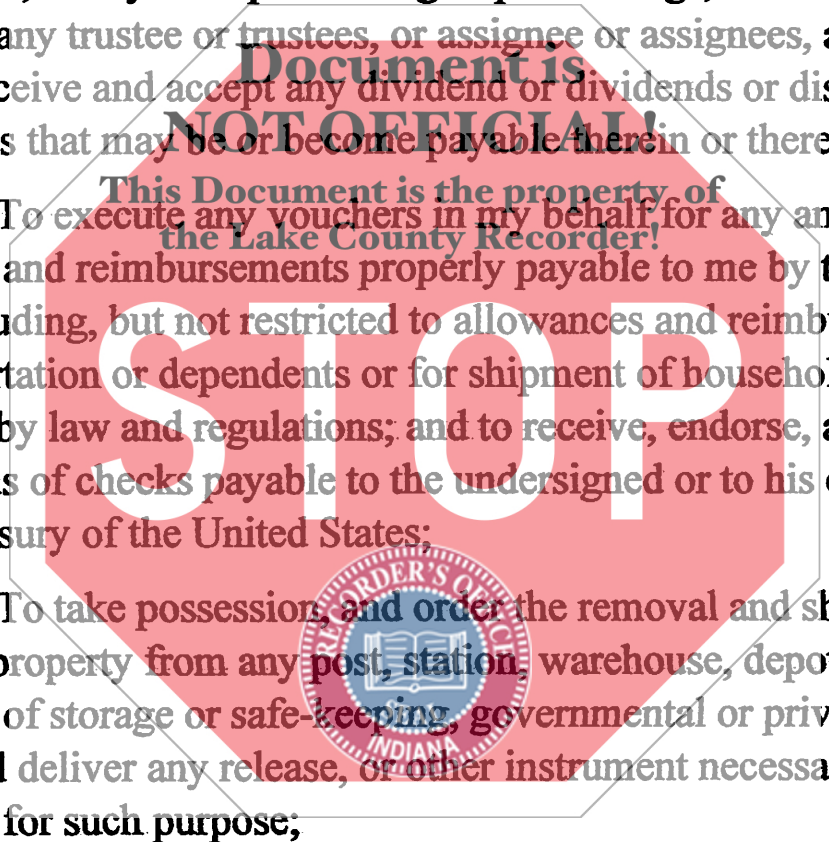 any trustee or trustees, or assignee or assignees,
Document is
ceive and accept any dividend or dividends or dis
NOT OFFICIAL!
s that may be or become payable therein or there
This Document is the property of
To execute any vouchers in my behalf for any an
the Lake County Recorder!
and reimbursements properly payable to me by t
uding, but not restricted to allowances and reimb
STOP
rtation or dependents or for shipment of househo
by law and regulations; and to receive, endorse, a
s of checks payable to the undersigned or to his
sury of the United States;
RECORDER'S OFFICE
To take possession, and order the removal and sh
property from any post, station, warehouse, depo
of storage or safe-keeping, governmental or priv
SEAL
INDIANA
deliver any release, or other instrument necessa
for such purpose;